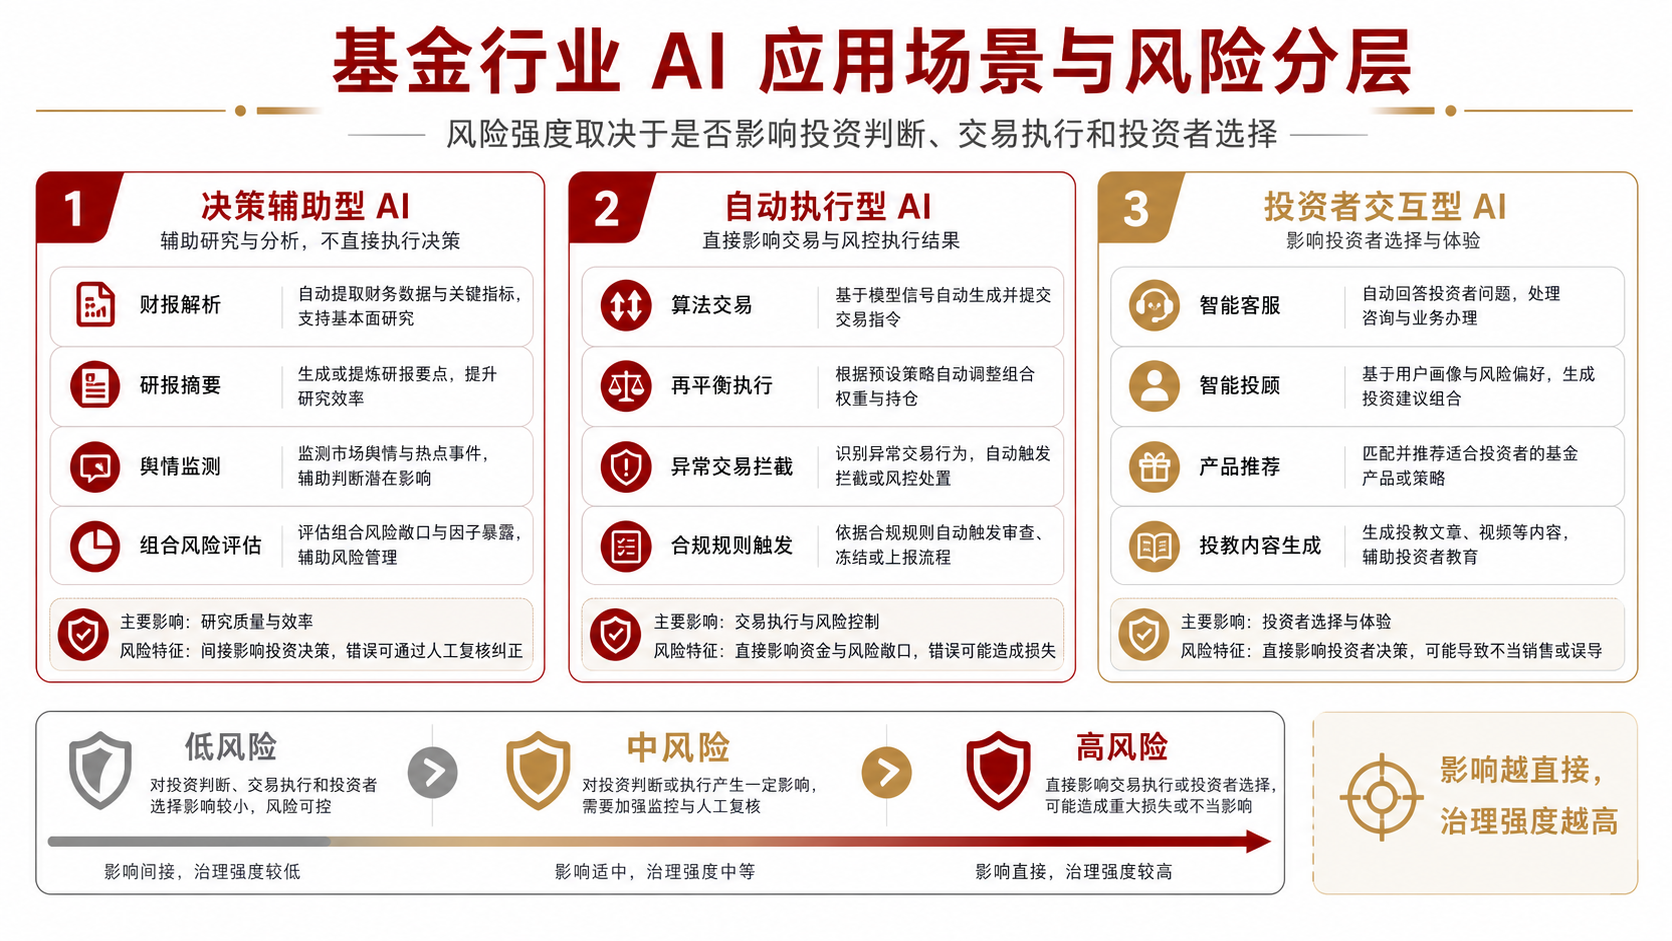 基金行业 AI 应用场景与风险分层
风险强度取决于是否影响投资判断、交易执行和投资者选择
1
决策辅助型 AI
辅助研究与分析，不直接执行决策
财报解析
自动提取财务数据与关键指标，
支持基本面研究
研报摘要
生成或提炼研报要点，提升
研究效率
舆情监测
监测市场舆情与热点事件，
辅助判断潜在影响
组合风险评估
评估组合风险敞口与因子暴露，
辅助风险管理
主要影响：研究质量与效率
风险特征：间接影响投资决策，错误可通过人工复核纠正
2
自动执行型 AI
直接影响交易与风控执行结果
算法交易
基于模型信号自动生成并提交
交易指令
再平衡执行
根据预设策略自动调整组合
权重与持仓
异常交易拦截
识别异常交易行为，自动触发
拦截或风控处置
合规规则触发
依据合规规则自动触发审查、
冻结或上报流程
主要影响：交易执行与风险控制
风险特征：直接影响资金与风险敞口，错误可能造成损失
3
投资者交互型 AI
影响投资者选择与体验
智能客服
自动回答投资者问题，处理
咨询与业务办理
智能投顾
基于用户画像与风险偏好，生成
投资建议组合
产品推荐
匹配并推荐适合投资者的基金
产品或策略
投教内容生成
生成投教文章、视频等内容，
辅助投资者教育
主要影响：投资者选择与体验
风险特征：直接影响投资者决策，可能导致不当销售或误导
低风险
对投资判断、交易执行和投资者
选择影响较小，风险可控
中风险
对投资判断或执行产生一定影响，
需要加强监控与人工复核
高风险
直接影响交易执行或投资者选择，
可能造成重大损失或不当影响
影响间接，治理强度较低
影响适中，治理强度中等
影响直接，治理强度较高
影响越直接，
治理强度越高